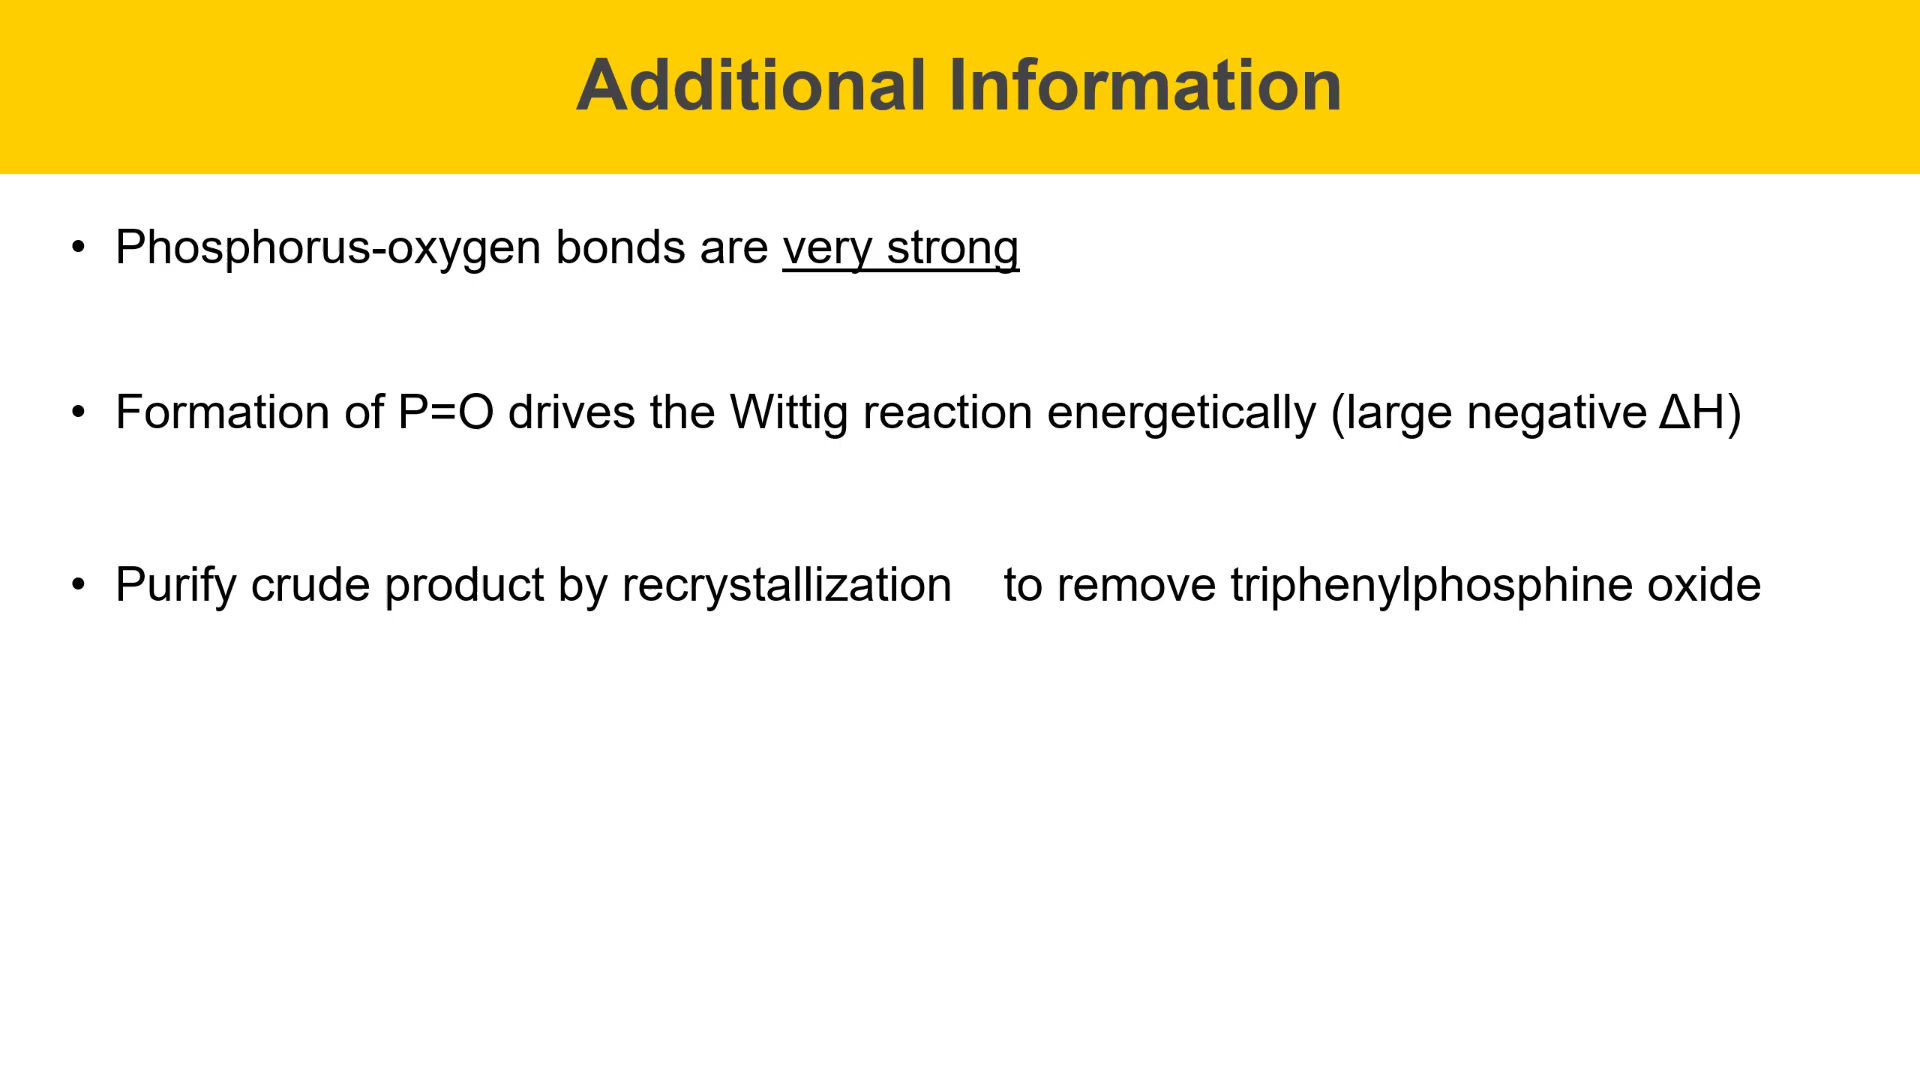 Additional Information
• Phosphorus-oxygen bonds are very strong
• Formation of P=O drives the Wittig reaction energetically (large negative ΔH)
• Purify crude product by recrystallization to remove triphenylphosphine oxide